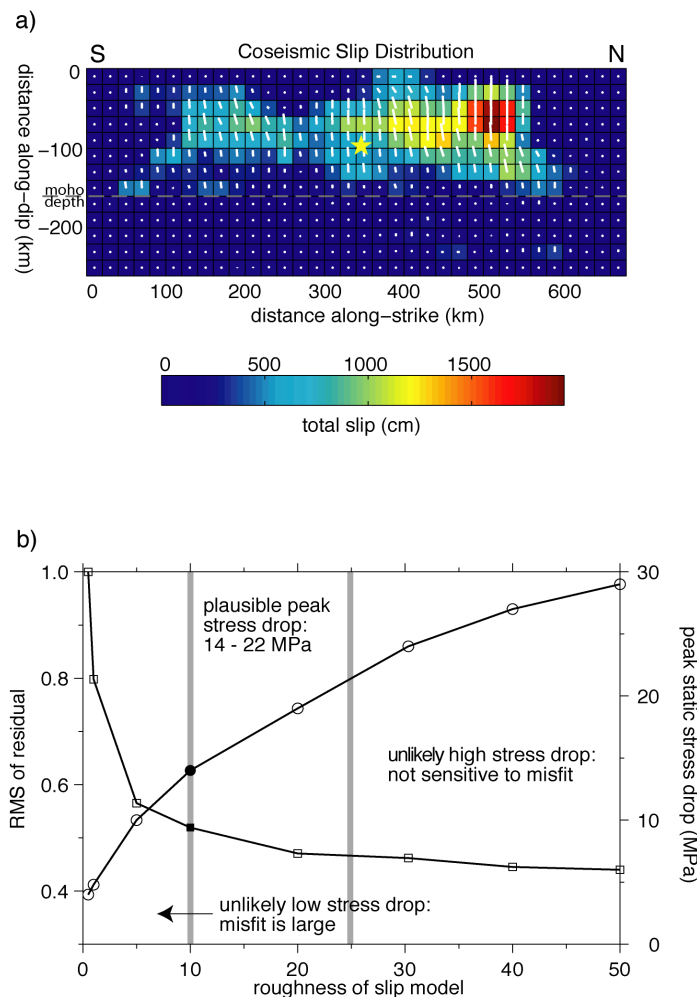 a)
S Coseismic Slip Distribution N
distance along-dip (km)
0
-100
moho
depth
-200
0 100 200 300 400 500 600
distance along-strike (km)
0 500 1000 1500
total slip (cm)
b)
RMS of residual
1.0
0.8
0.6
0.4
plausible peak
stress drop:
14 - 22 MPa
unlikely high stress drop:
not sensitive to misfit
unlikely low stress drop:
misfit is large
30
20
10
0
peak static stress drop (MPa)
0 10 20 30 40 50
roughness of slip model